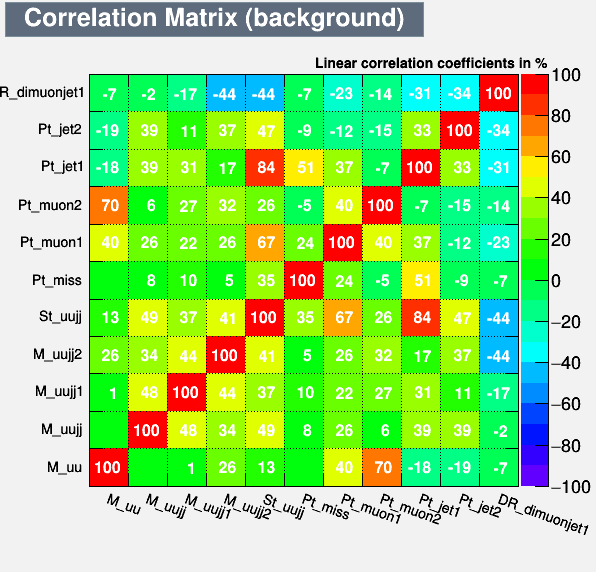 Correlation Matrix (background)
Linear correlation coefficients in %
R_dimuonjet1 -7 -2 -17 -44 -44 -7 -23 -14 -31 -34 100
Pt_jet2 -19 39 11 37 47 -9 -12 -15 33 100 -34
Pt_jet1 -18 39 31 17 84 51 37 -7 100 33 -31
Pt_muon2 70 6 27 32 26 -5 40 100 -7 -15 -14
Pt_muon1 40 26 22 26 67 24 100 40 37 -12 -23
Pt_miss 8 10 5 35 100 24 -5 51 -9 -7
St_uujj 13 49 37 41 100 35 67 26 84 47 -44
M_uujj2 26 34 44 100 41 5 26 32 17 37 -44
M_uujj1 1 48 100 44 37 10 22 27 31 11 -17
M_uujj 100 48 34 49 8 26 6 39 39 -2
M_uu 100 1 26 13 40 70 -18 -19 -7
M_uu M_uujj M_uujj1 M_uujj2 St_uujj Pt_miss Pt_muon1 Pt_muon2 Pt_jet1 Pt_jet2 DR_dimuonjet1
100
80
60
40
20
0
−20
−40
−60
−80
−100